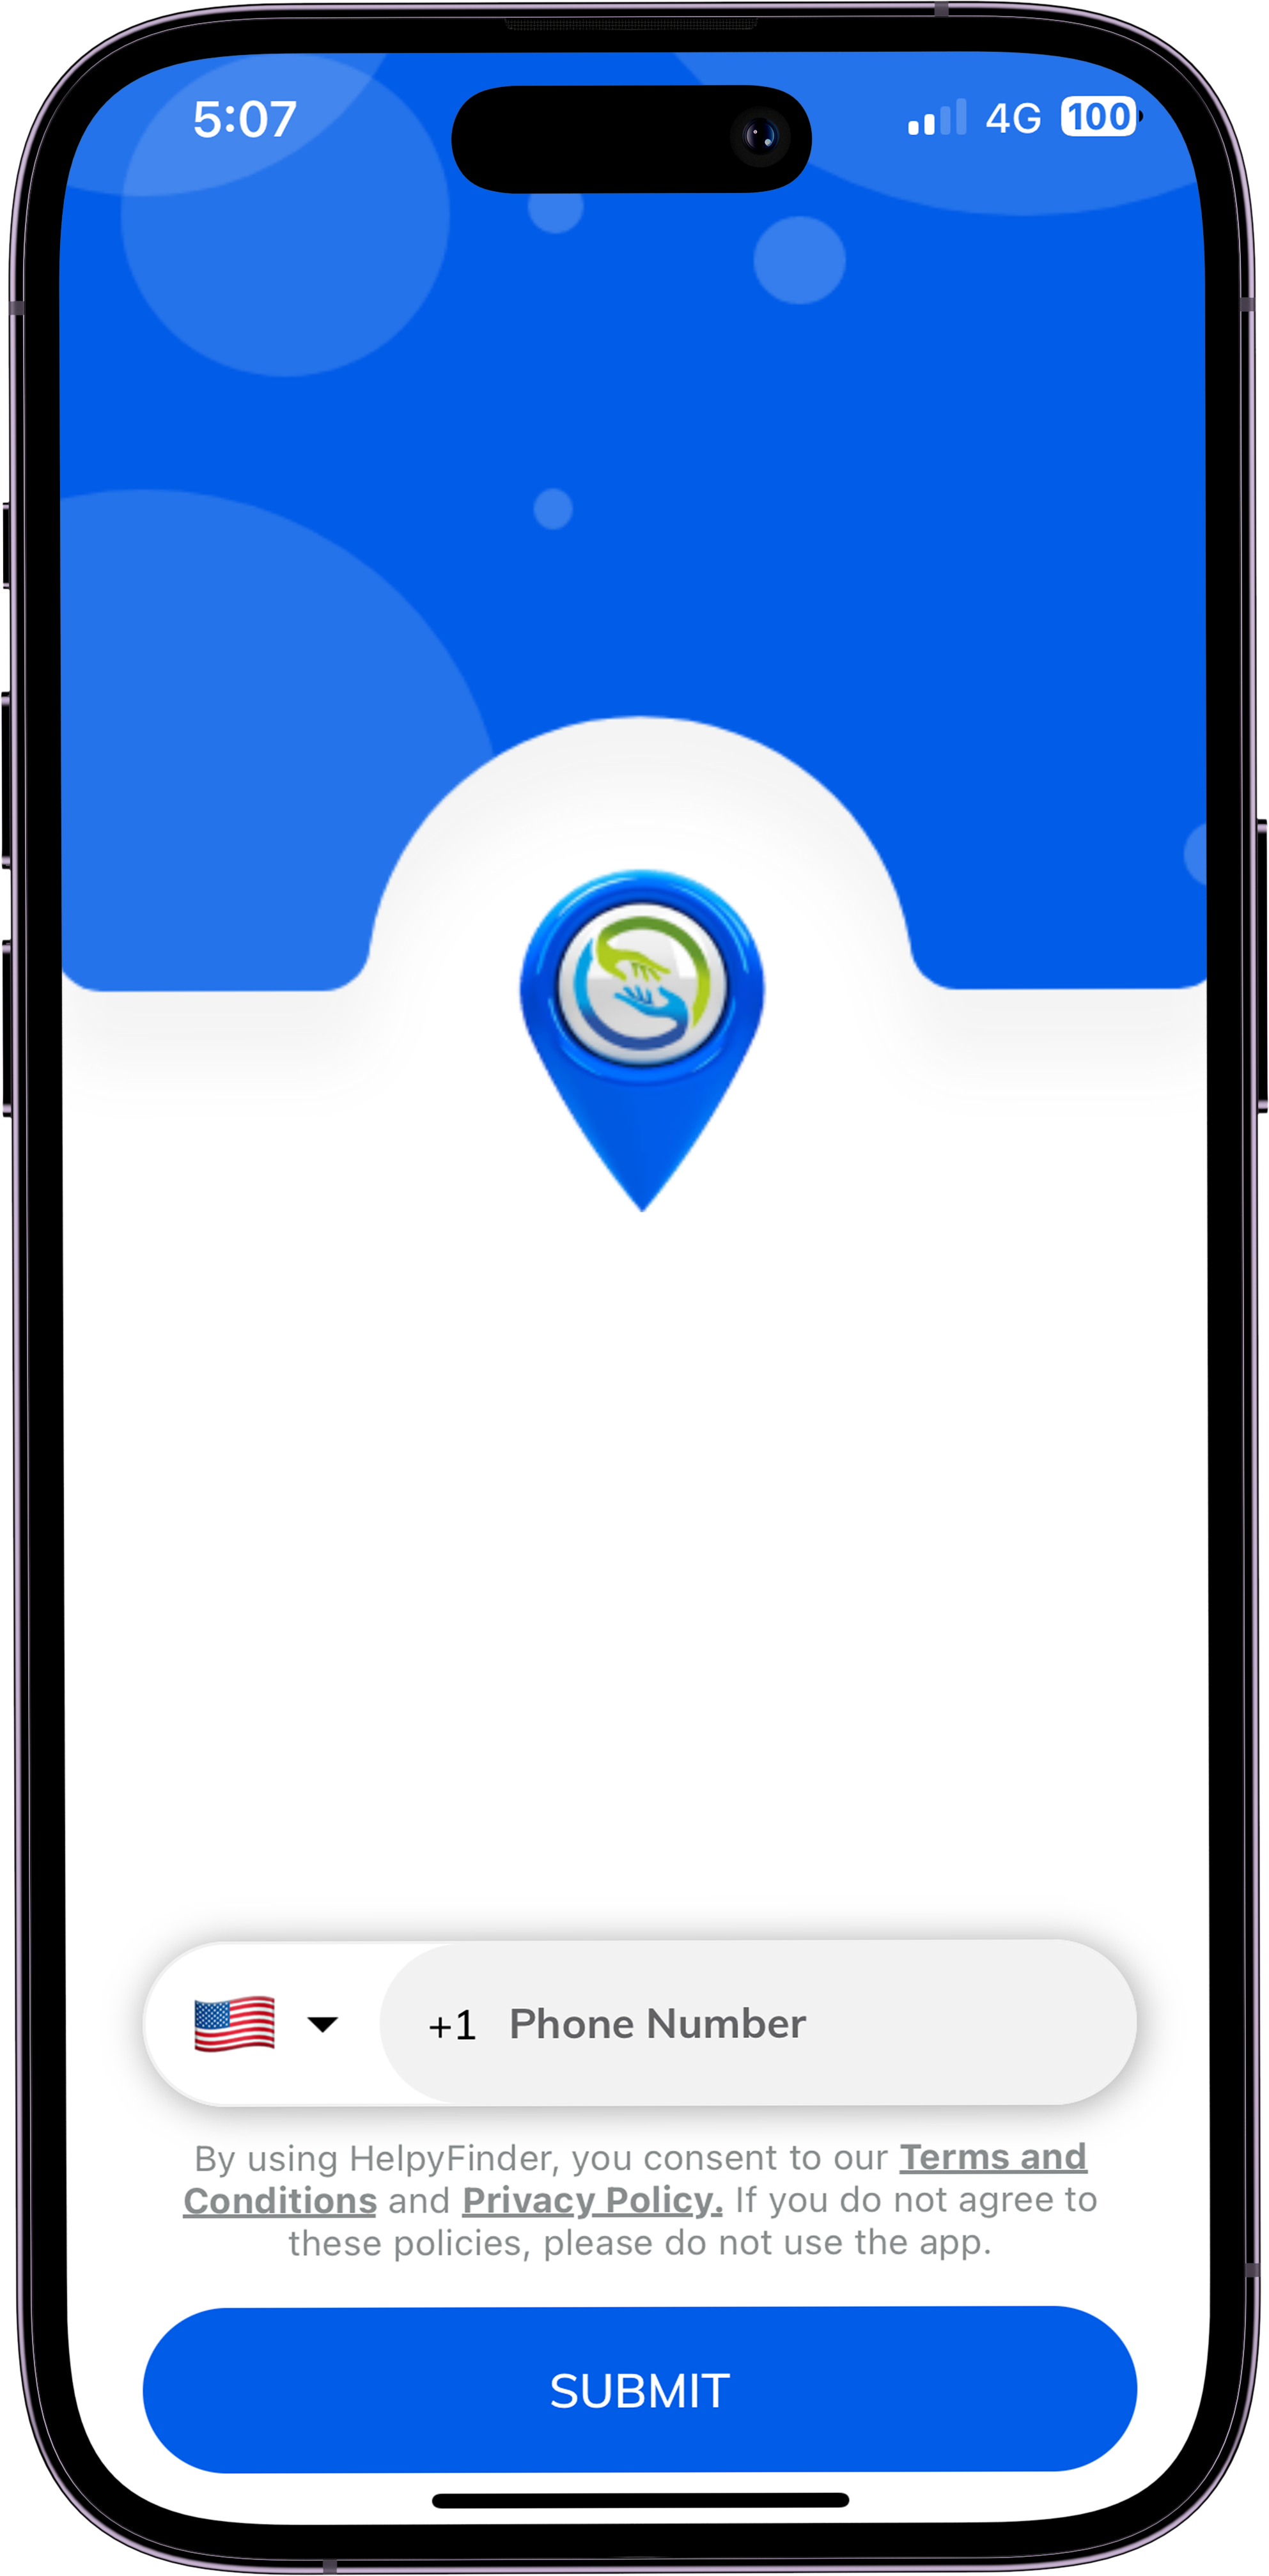 5:07 4G 100
+1 Phone Number
By using HelpyFinder, you consent to our Terms and
Conditions and Privacy Policy. If you do not agree to
these policies, please do not use the app.
SUBMIT